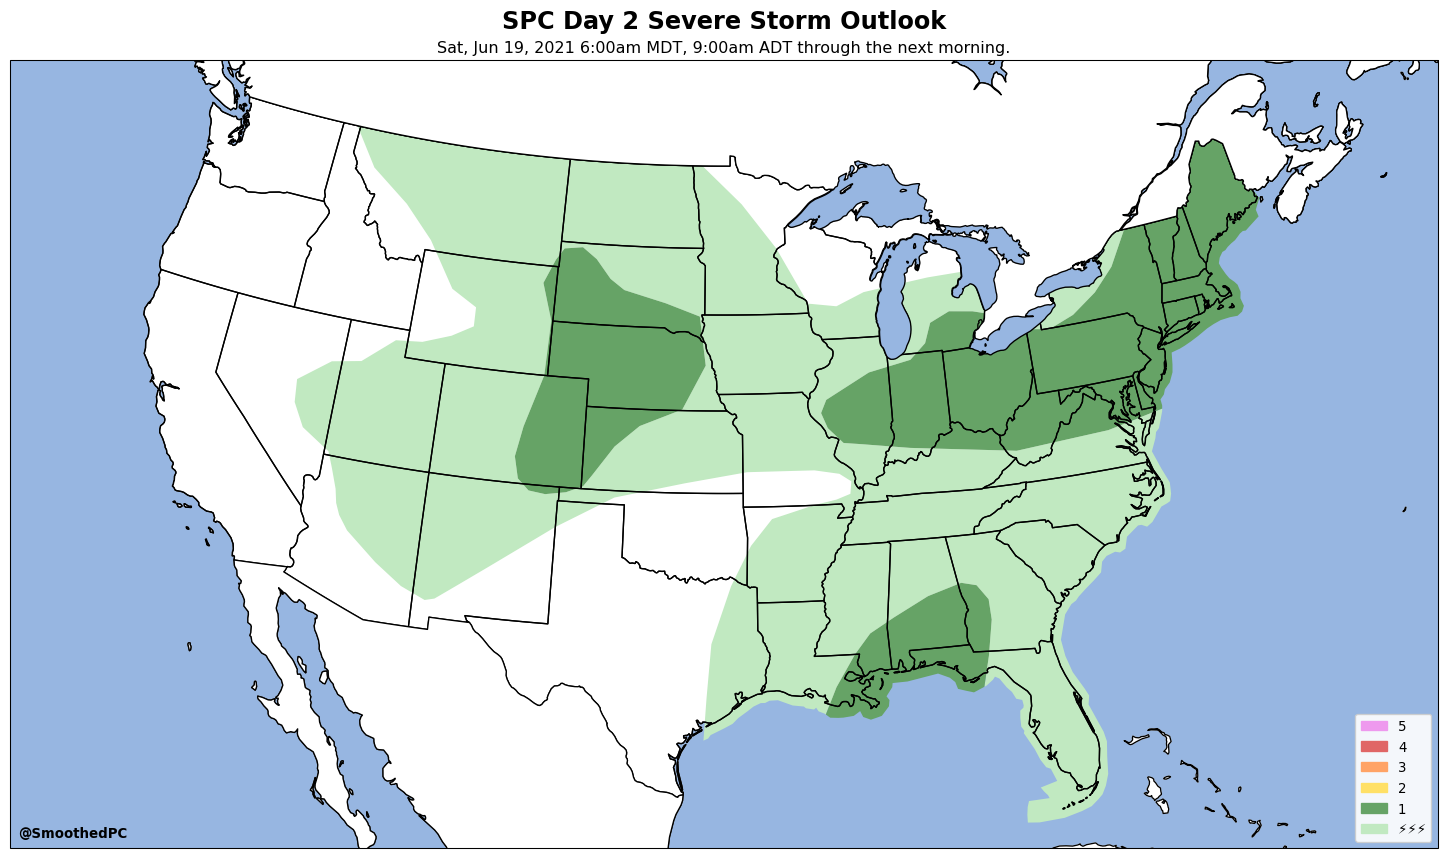 SPC Day 2 Severe Storm Outlook
Sat, Jun 19, 2021 6:00am MDT, 9:00am ADT through the next morning.
5
4
3
2
1
⚡⚡⚡
@SmoothedPC